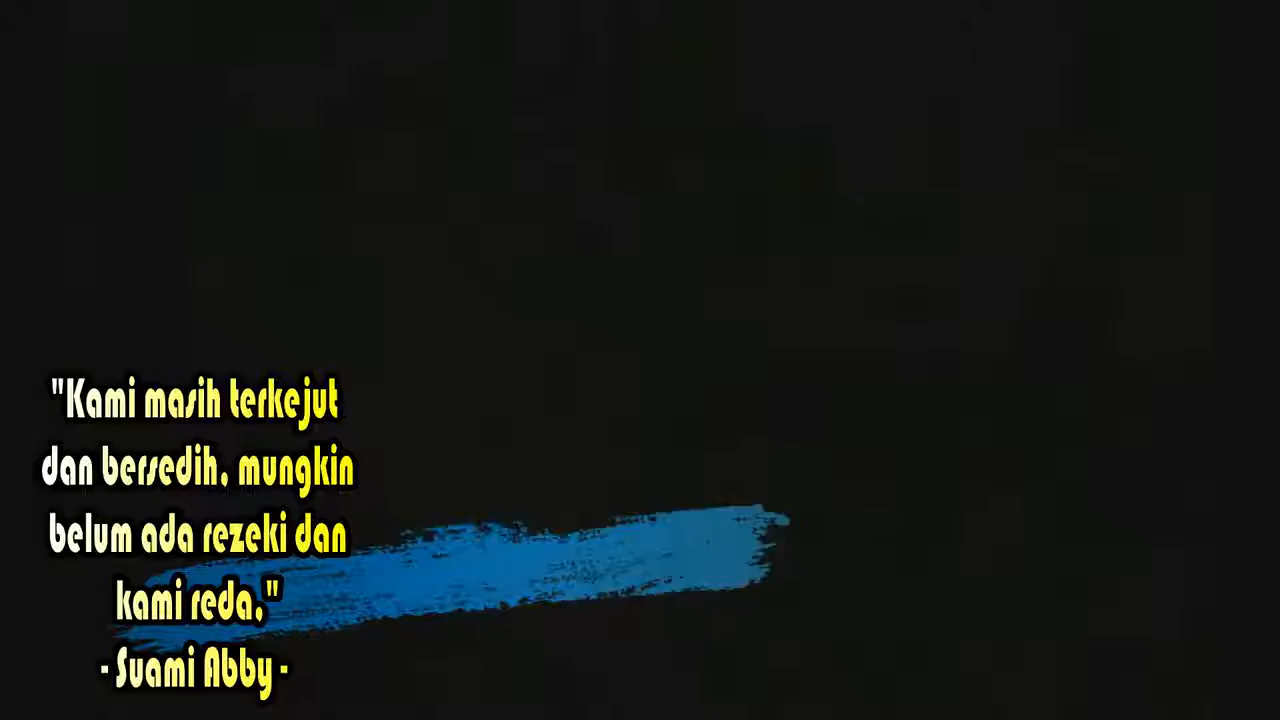 "Kami masih terkejut
dan bersedih, mungkin
belum ada rezeki dan
kami reda,"
- Suami Abby -